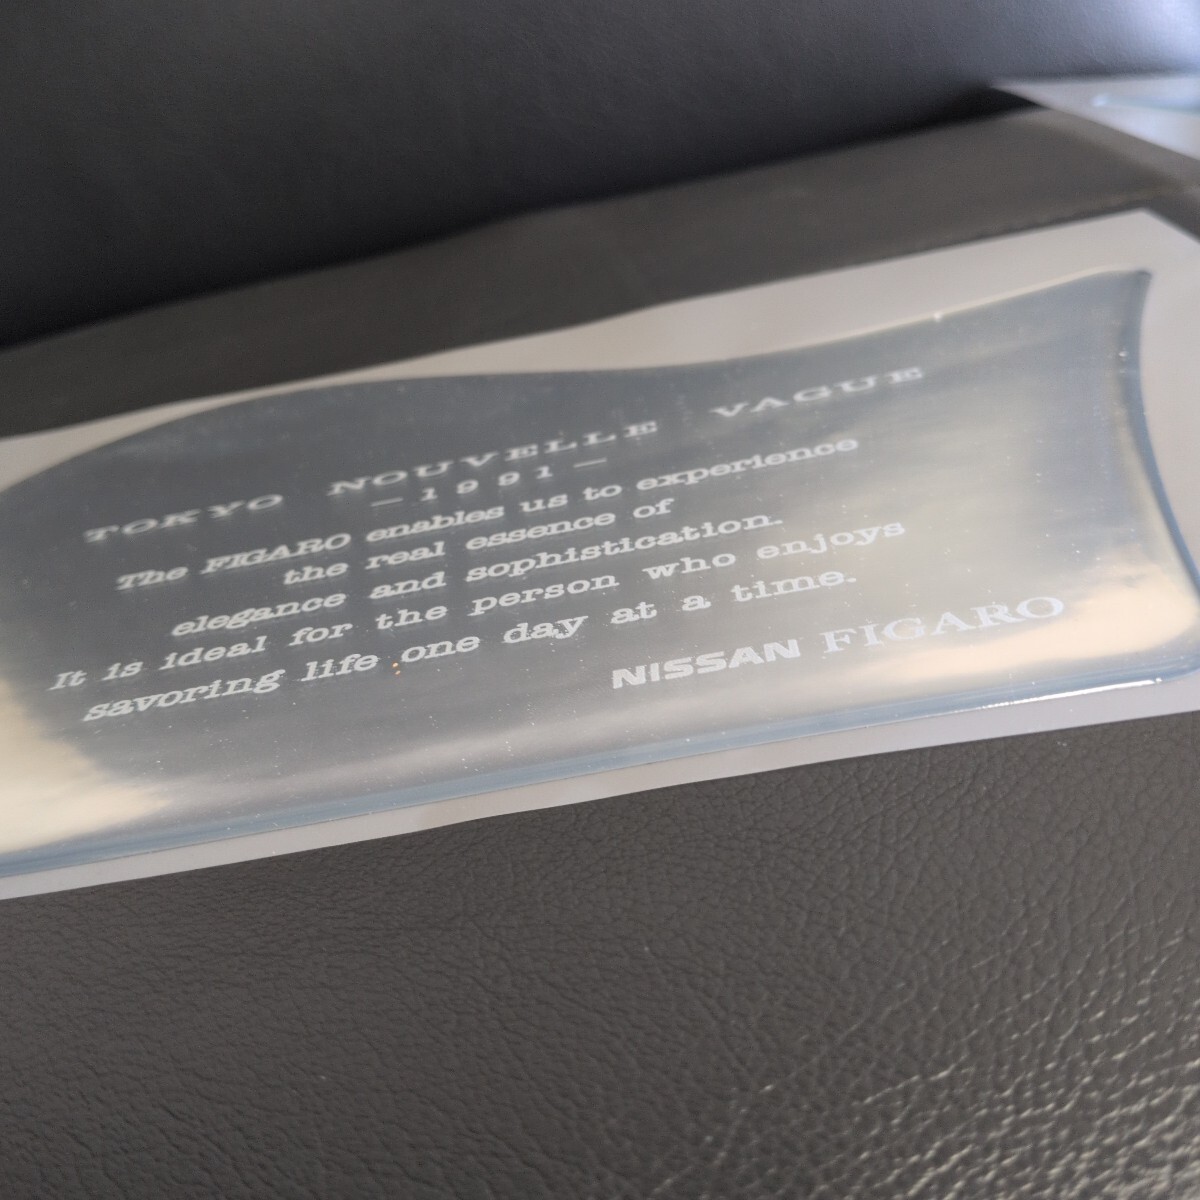 TOKYO NOUVELLE VAGUE
— 1991 —
The FIGARO enables us to experience
the real essence of
elegance and sophistication.
It is ideal for the person who enjoys
savoring life one day at a time.
NISSAN FIGARO